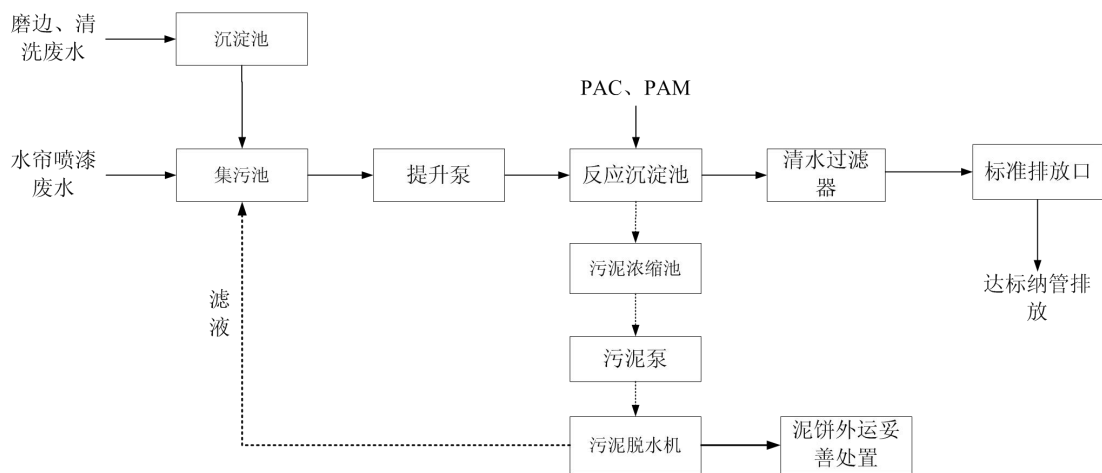 磨边、清
洗废水
沉淀池
PAC、PAM
水帘喷漆
废水
集污池
提升泵
反应沉淀池
清水过滤
器
标准排放口
污泥浓缩池
达标纳管排
放
滤
液
污泥泵
污泥脱水机
泥饼外运妥
善处置